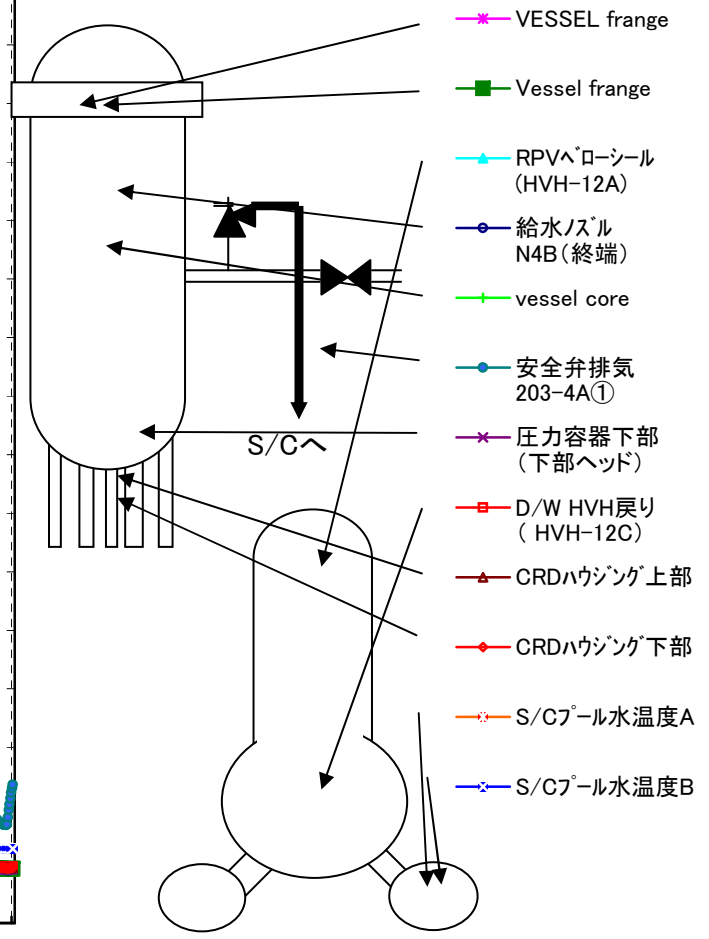 VESSEL frange
Vessel frange
RPVベローシール
(HVH-12A)
給水ノズル
N4B(終端)
vessel core
安全弁排気
203-4A①
圧力容器下部
(下部ヘッド)
D/W HVH戻り
( HVH-12C)
CRDハウジング上部
CRDハウジング下部
S/Cプール水温度A
S/Cプール水温度B
S/Cへ